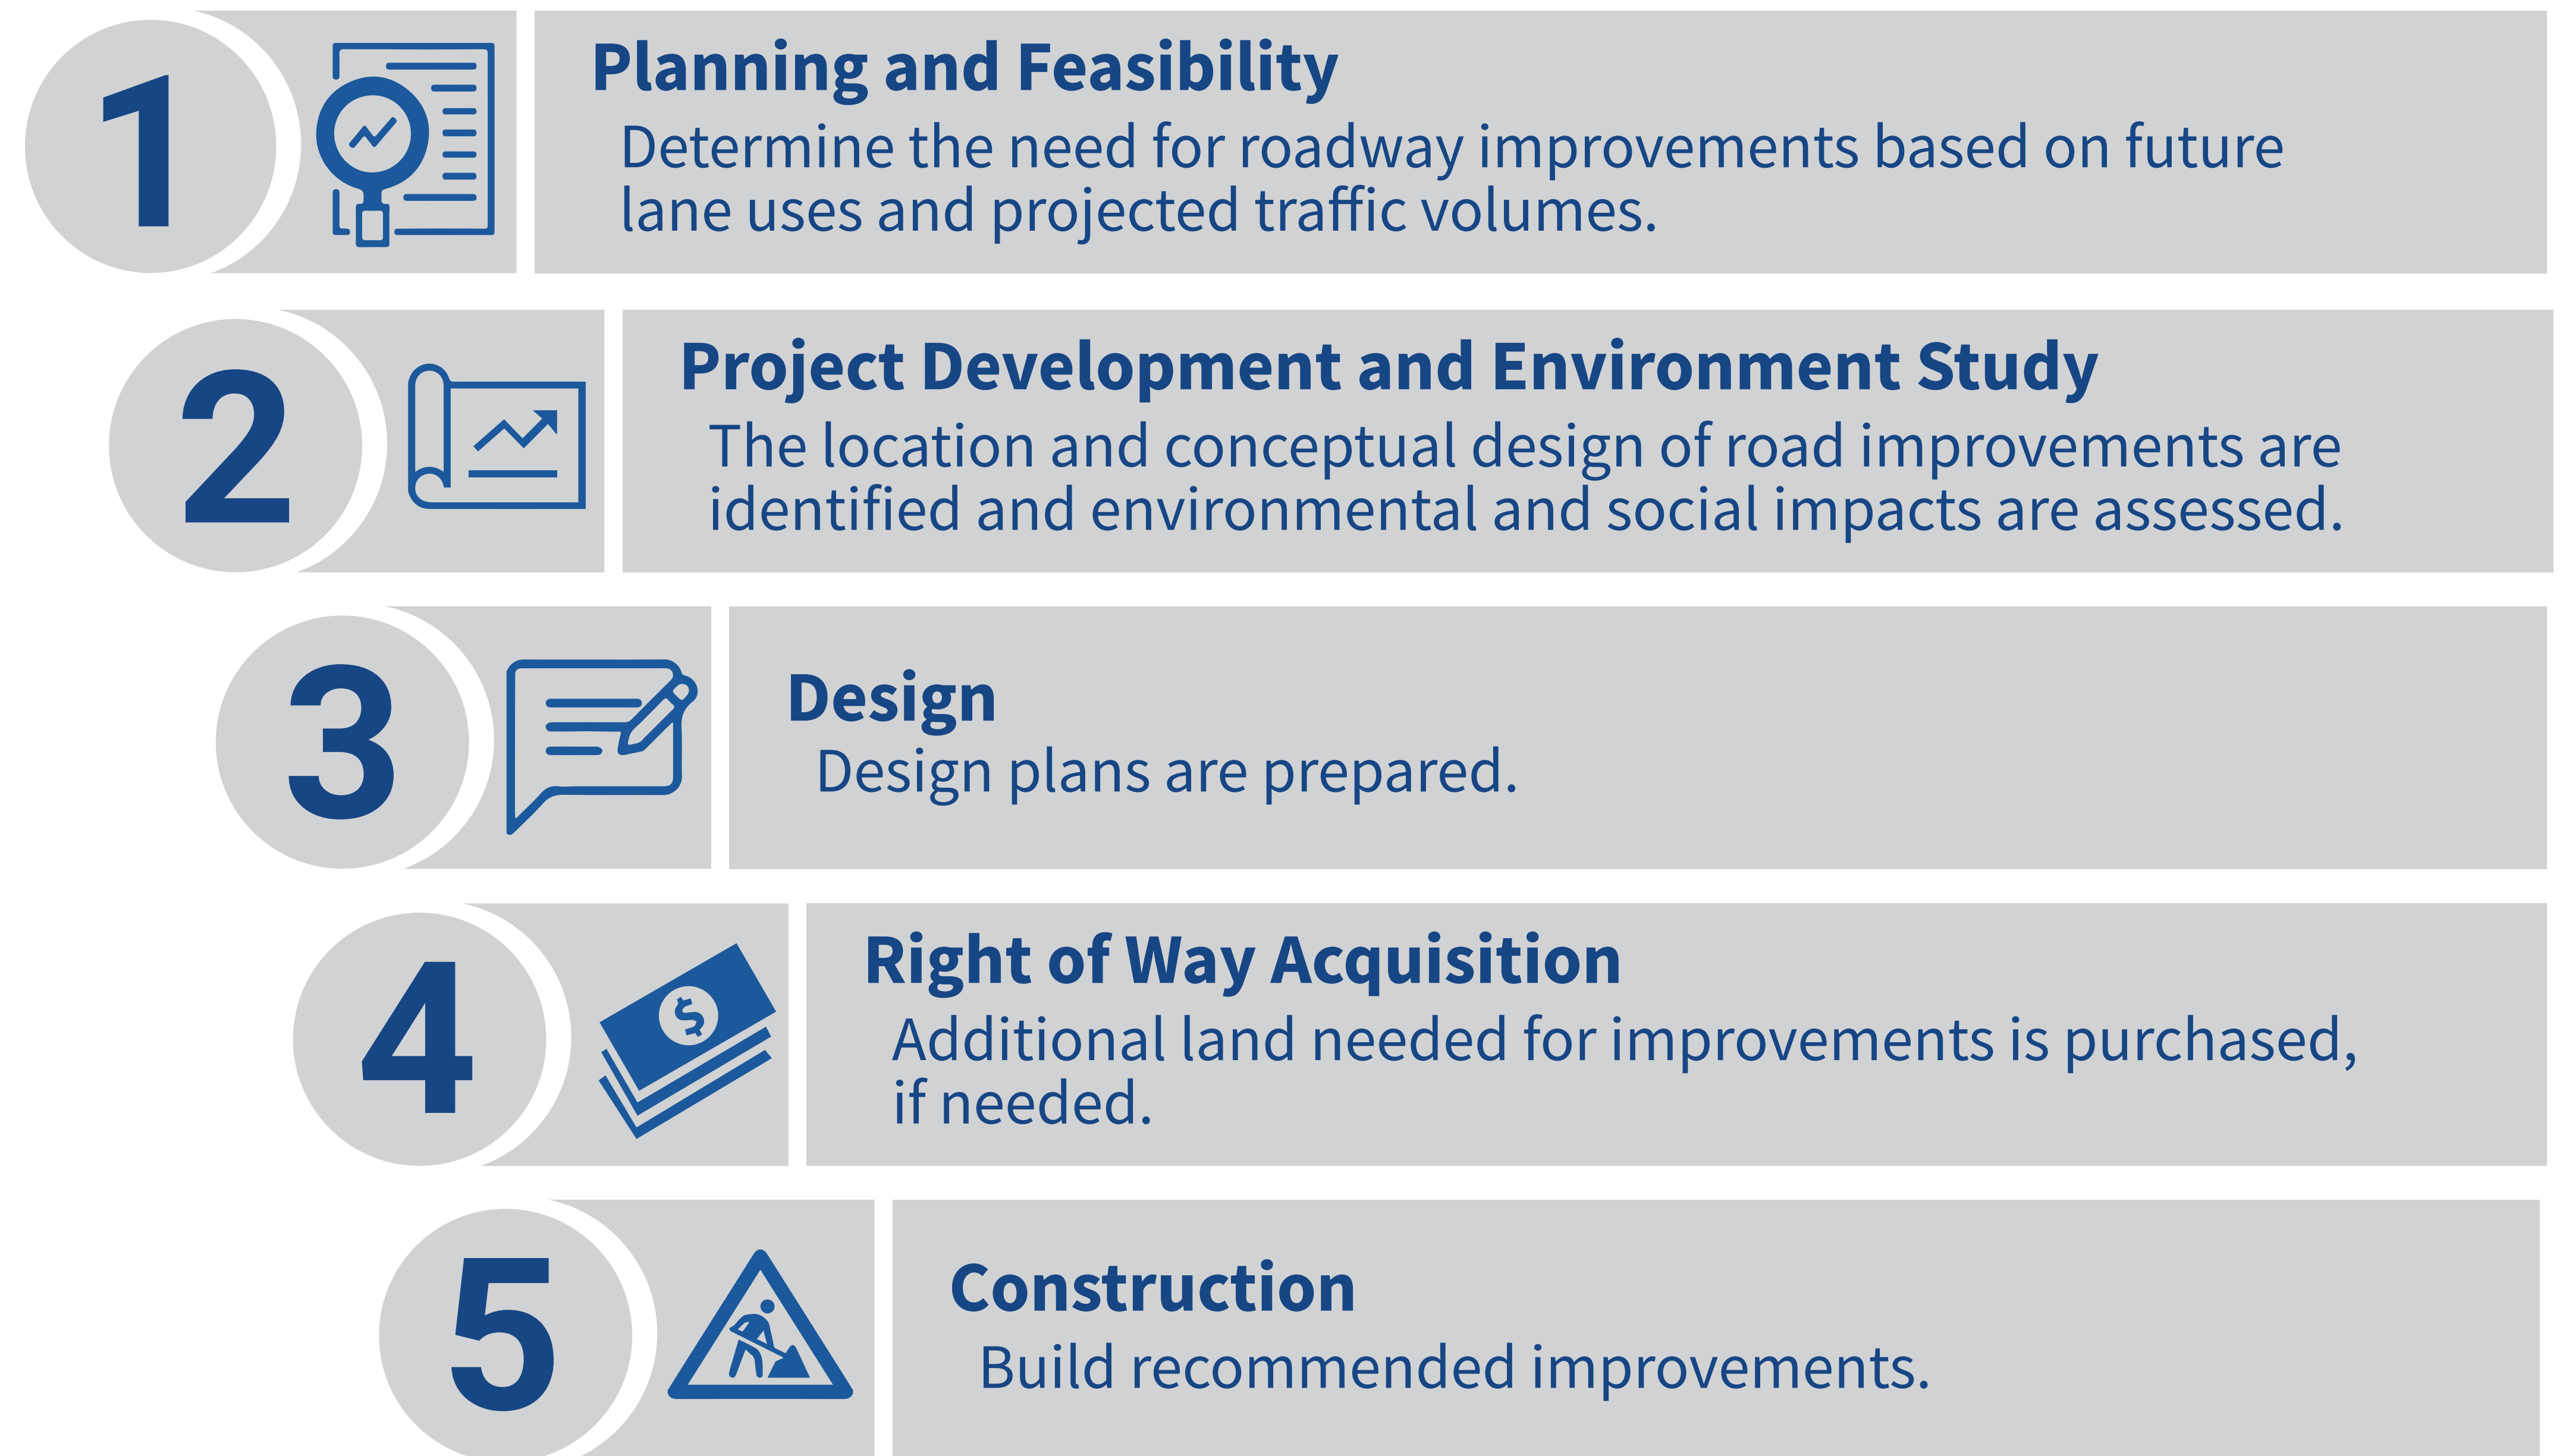 1
Planning and Feasibility
Determine the need for roadway improvements based on future
lane uses and projected traffic volumes.
2
Project Development and Environment Study
The location and conceptual design of road improvements are
identified and environmental and social impacts are assessed.
3
Design
Design plans are prepared.
4
$
Right of Way Acquisition
Additional land needed for improvements is purchased,
if needed.
5
Construction
Build recommended improvements.